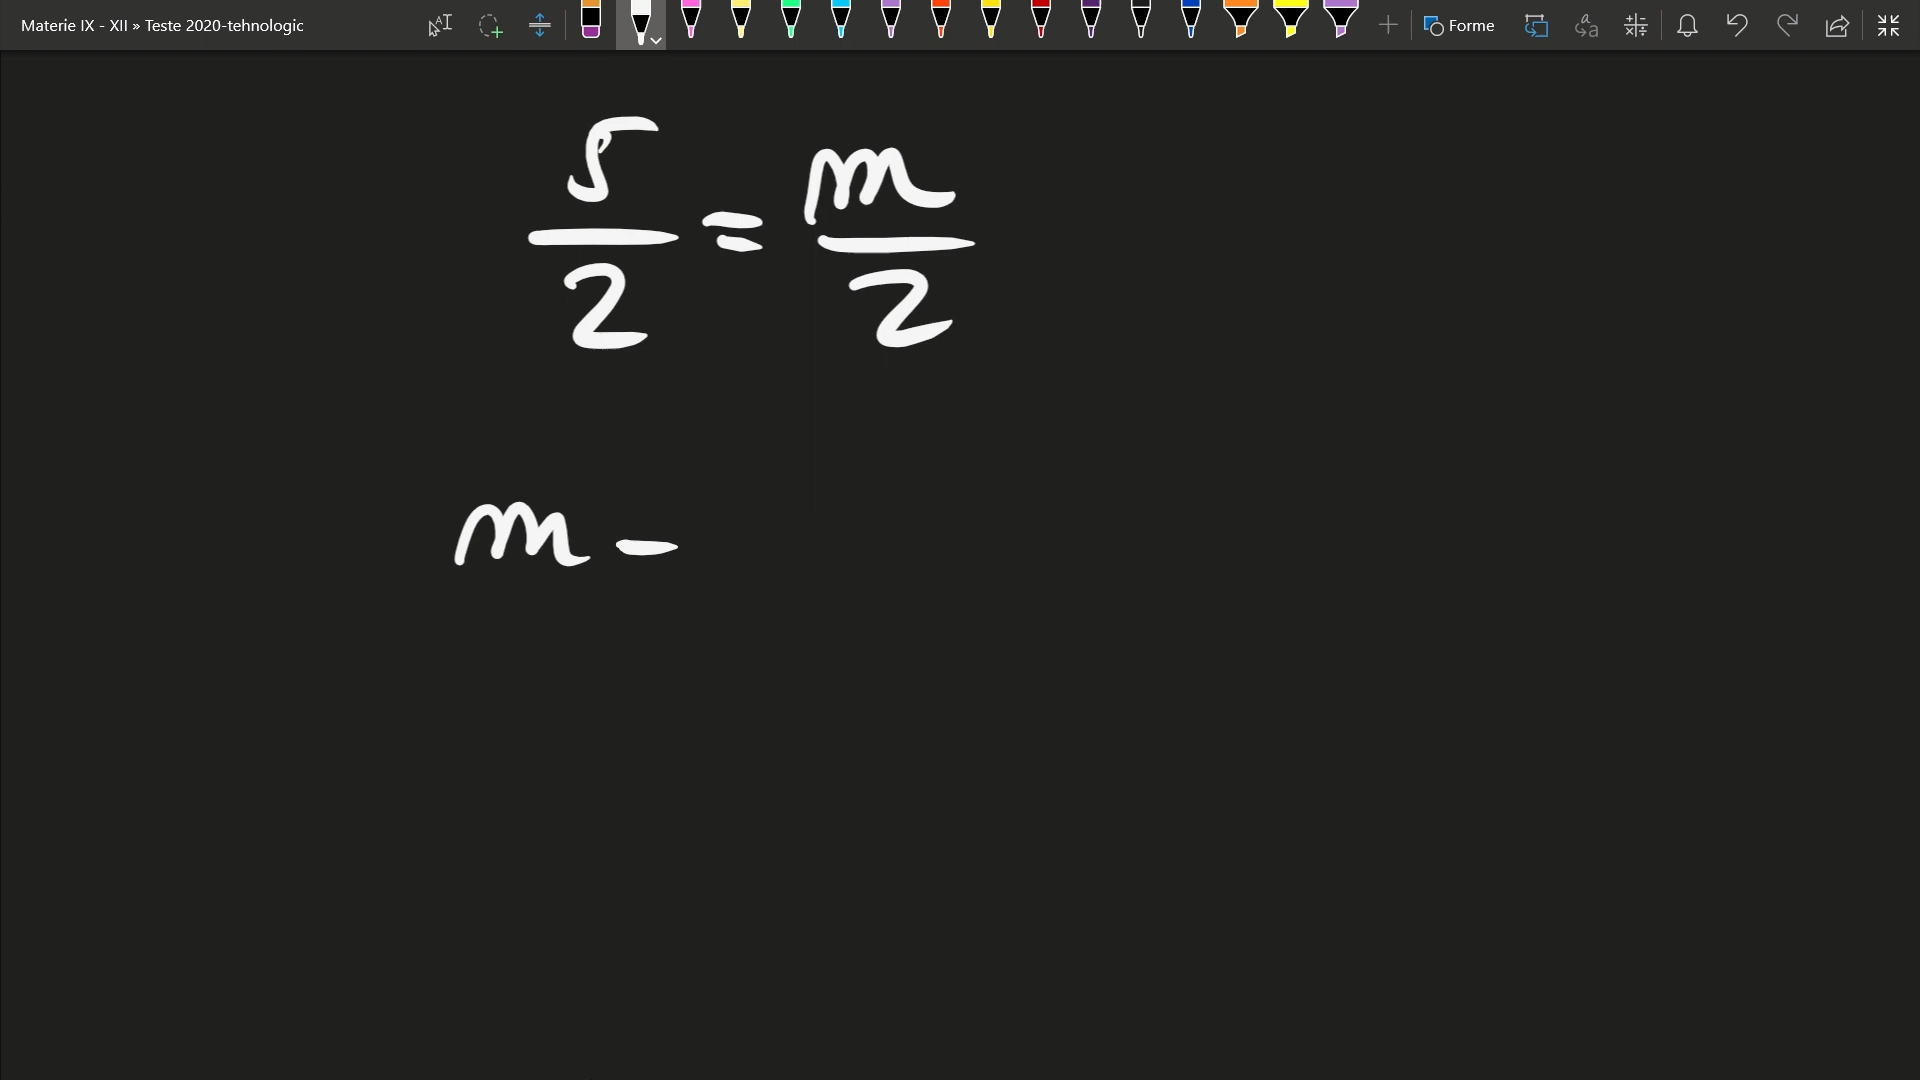 Materie IX - XII » Teste 2020-tehnologic Forme
5/2 = m/2
m -